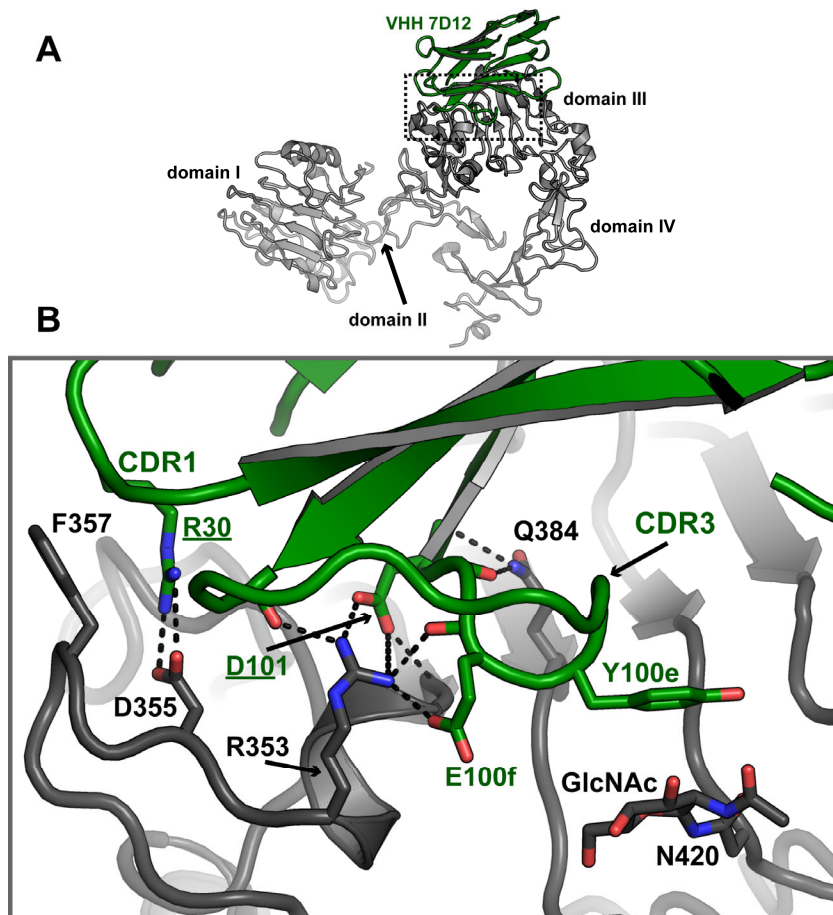 A
VHH 7D12
domain III
domain I
domain IV
domain II
B
CDR1
F357
R30
Q384
CDR3
D101
Y100e
D355
R353
E100f
GlcNAc
N420